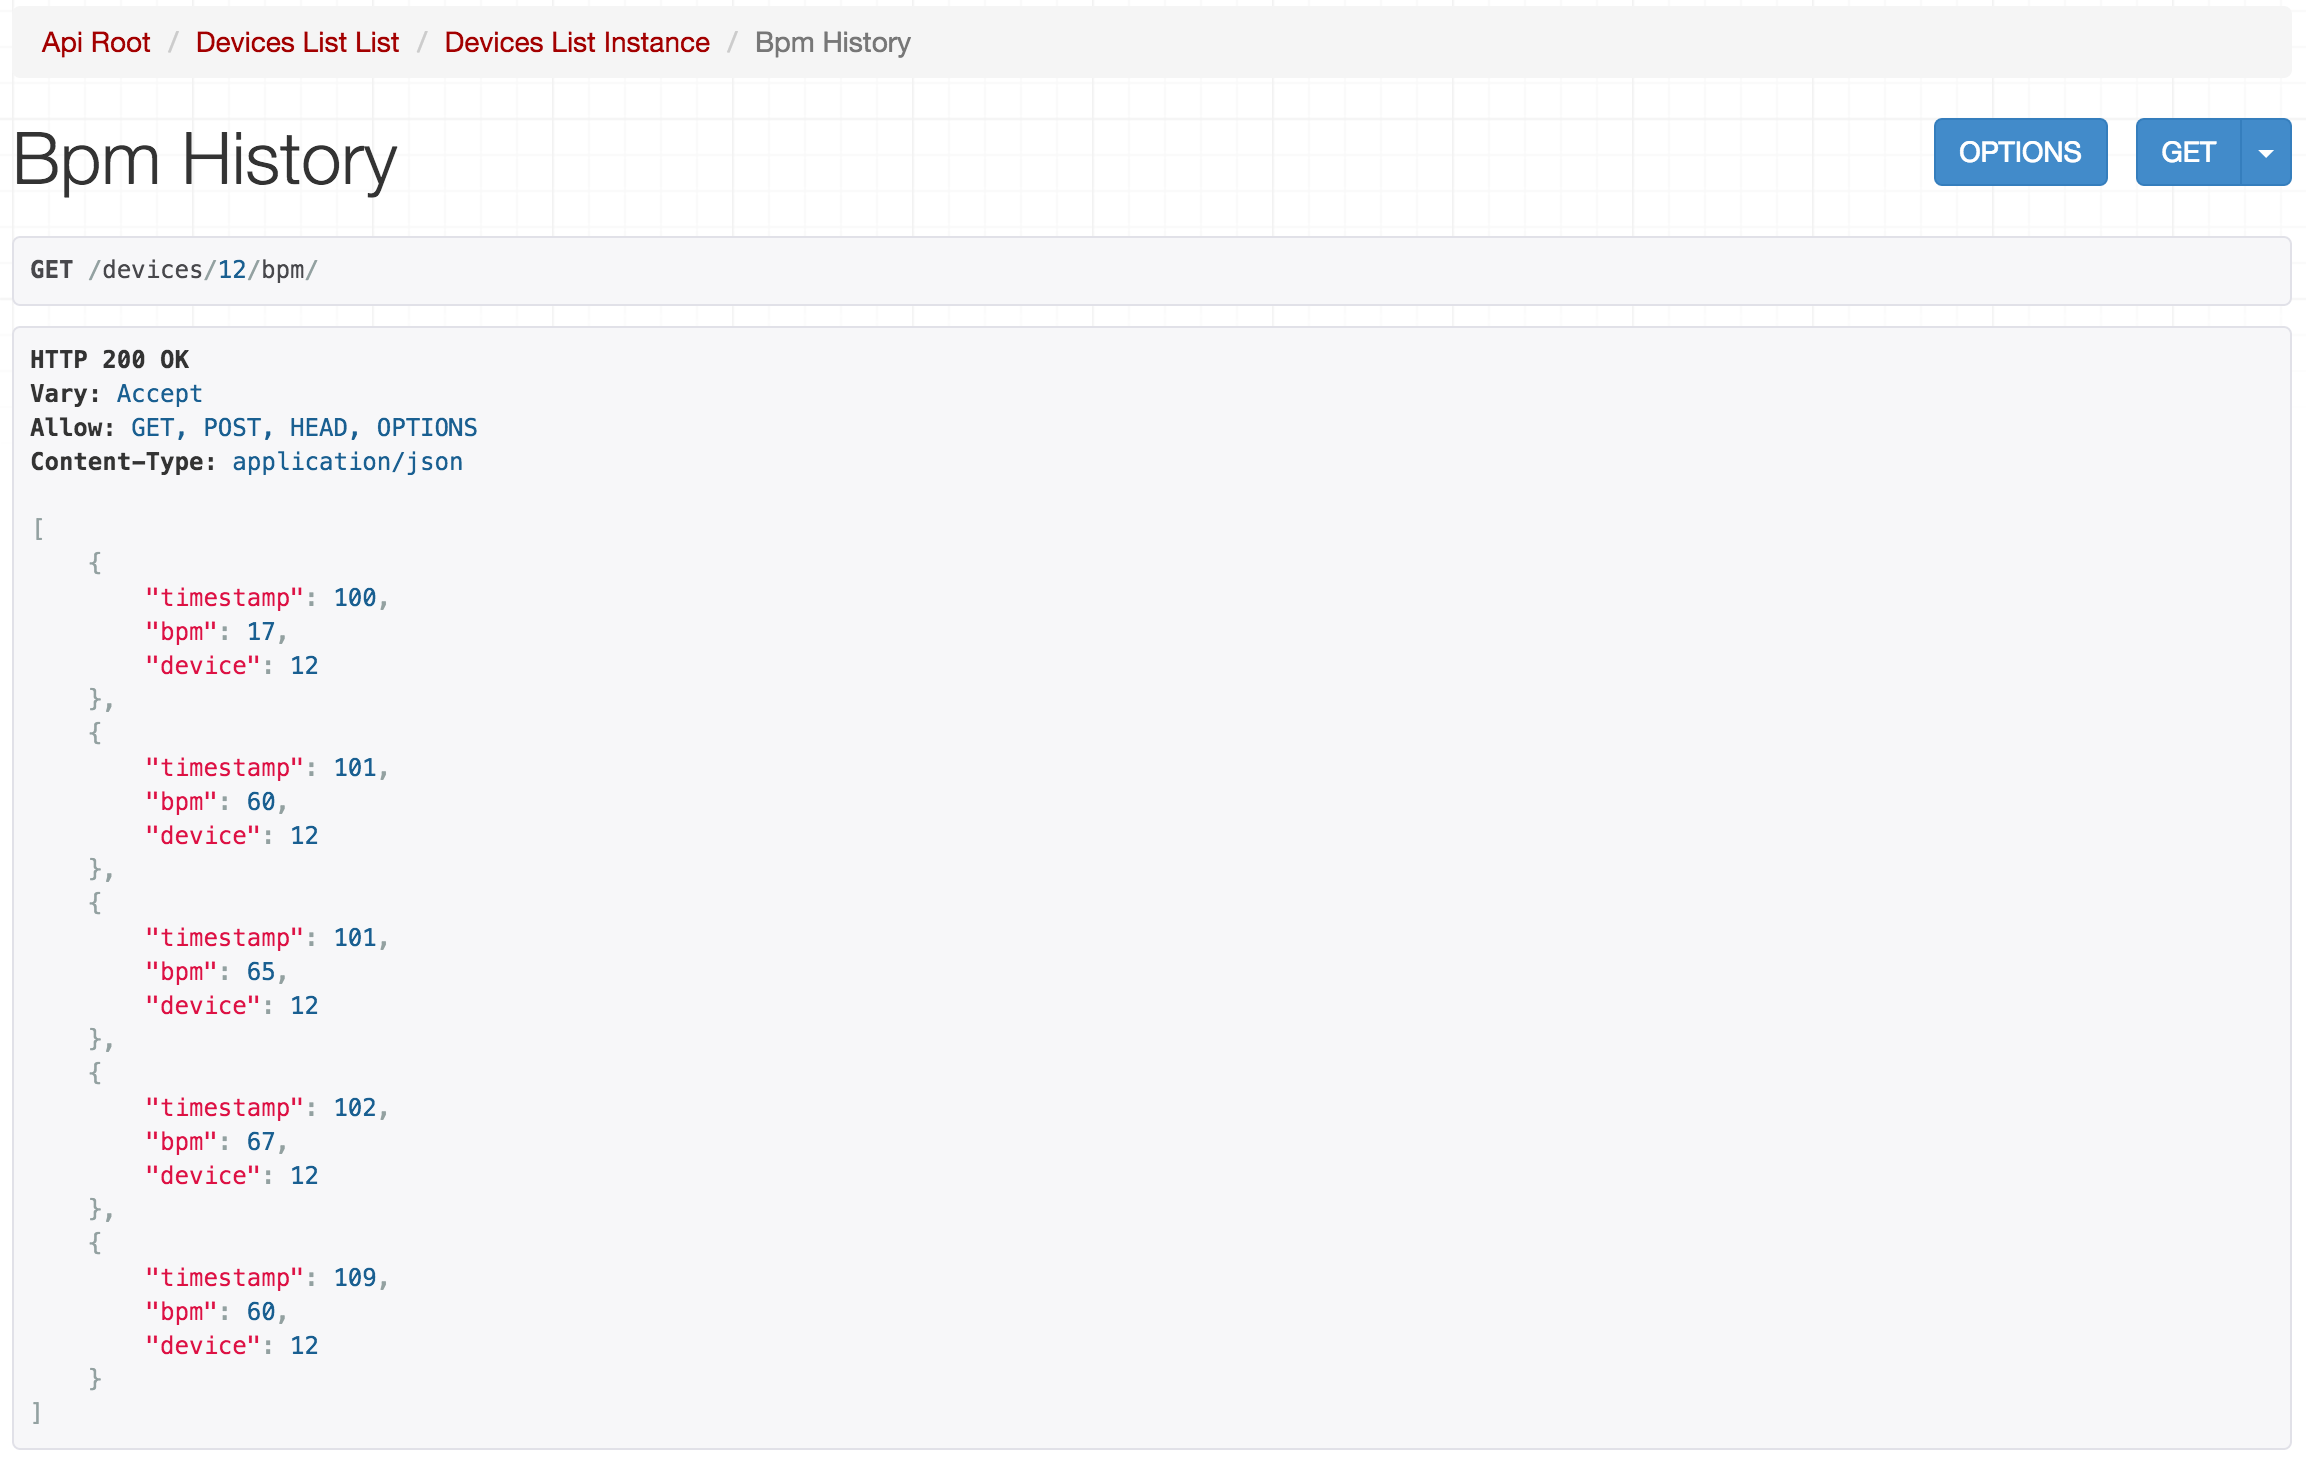 Api Root / Devices List List / Devices List Instance / Bpm History
Bpm History
OPTIONS GET
GET /devices/12/bpm/
HTTP 200 OK
Vary: Accept
Allow: GET, POST, HEAD, OPTIONS
Content-Type: application/json
[
    {
        "timestamp": 100,
        "bpm": 17,
        "device": 12
    },
    {
        "timestamp": 101,
        "bpm": 60,
        "device": 12
    },
    {
        "timestamp": 101,
        "bpm": 65,
        "device": 12
    },
    {
        "timestamp": 102,
        "bpm": 67,
        "device": 12
    },
    {
        "timestamp": 109,
        "bpm": 60,
        "device": 12
    }
]